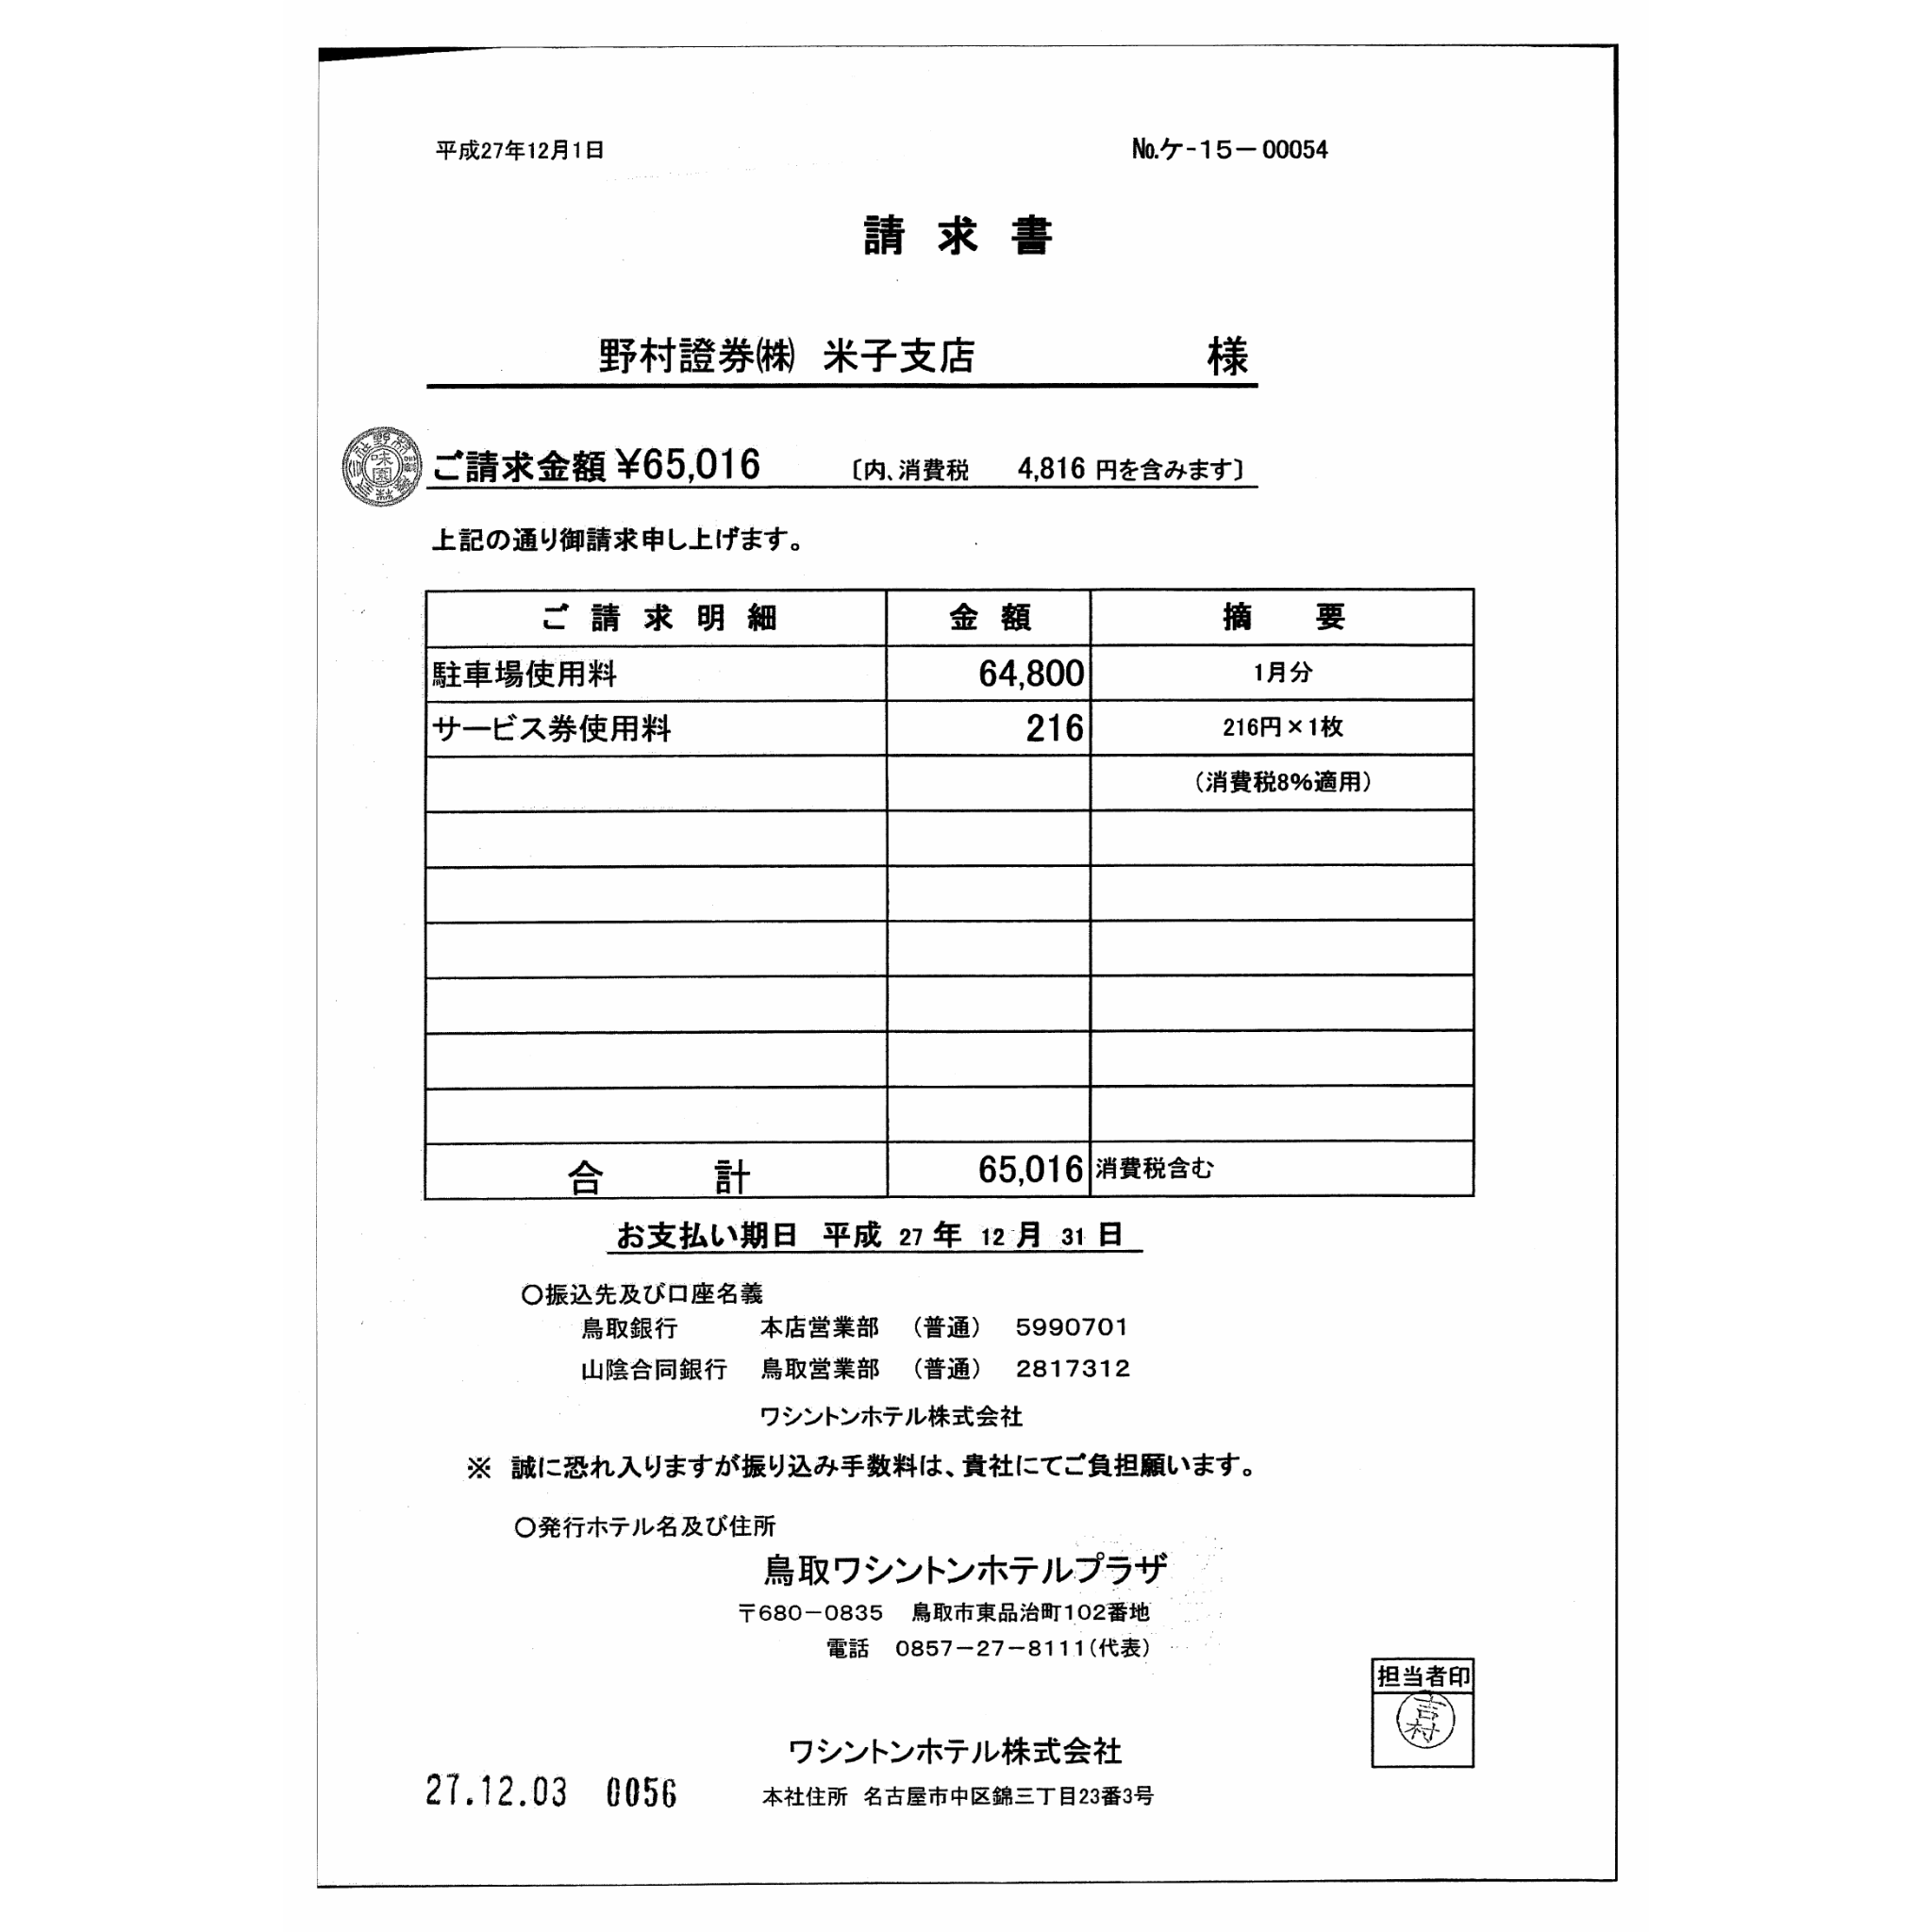 平成27年12月1日
No.ケ-15-00054
請求書
野村證券㈱ 米子支店 様
ご請求金額 ¥65,016 〔内、消費税 4,816 円を含みます〕
上記の通り御請求申し上げます。
ご請求明細 金額 摘要
駐車場使用料 64,800 1月分
サービス券使用料 216 216円×1枚
(消費税8%適用)
合計 65,016 消費税含む
お支払い期日 平成 27 年 12 月 31 日
○振込先及び口座名義
鳥取銀行 本店営業部 (普通) 5990701
山陰合同銀行 鳥取営業部 (普通) 2817312
ワシントンホテル株式会社
※ 誠に恐れ入りますが振り込み手数料は、貴社にてご負担願います。
○発行ホテル名及び住所
鳥取ワシントンホテルプラザ
〒680-0835 鳥取市東品治町102番地
電話 0857-27-8111(代表)
担当者印
吉村
ワシントンホテル株式会社
27.12.03 0056
本社住所 名古屋市中区錦三丁目23番3号